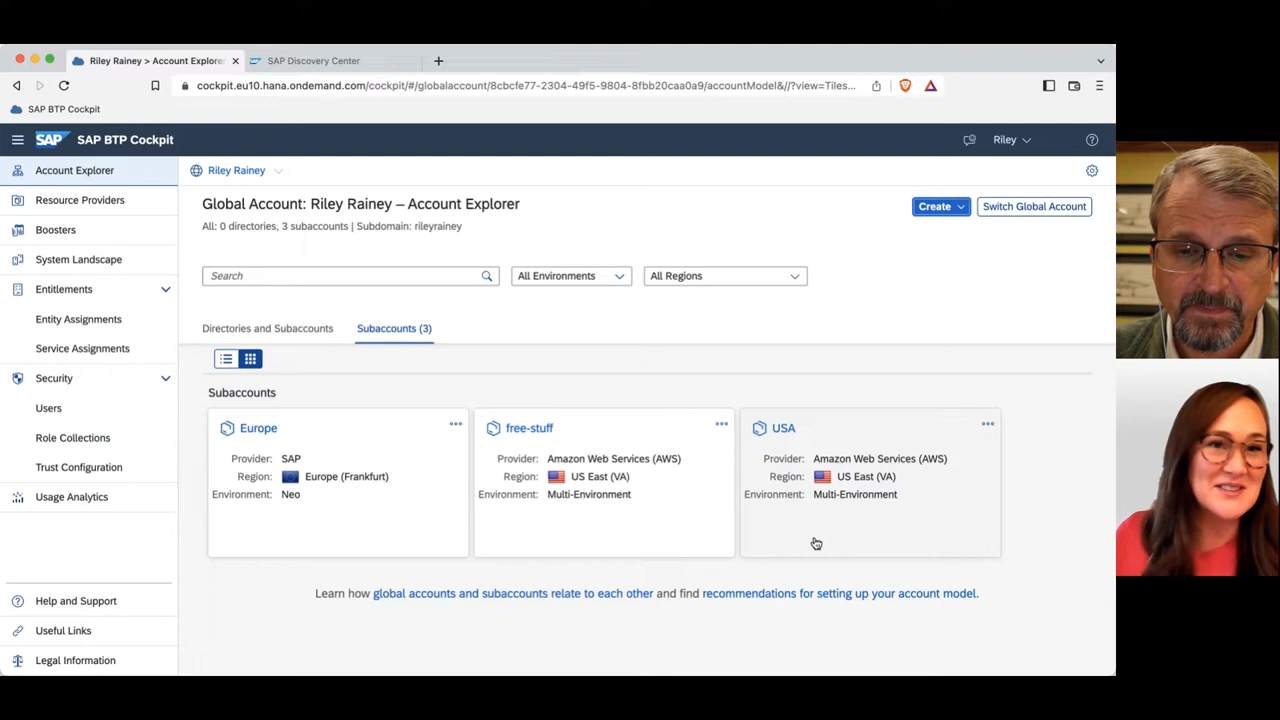 Riley Rainey > Account Explorer
SAP Discovery Center
cockpit.eu10.hana.ondemand.com/cockpit/#/globalaccount/8cbcfe77-2304-49f5-9804-8fbb20caa0a9/accountModel&//?view=Tiles...
SAP BTP Cockpit
SAP SAP BTP Cockpit
Riley
Account Explorer
Resource Providers
Boosters
System Landscape
Entitlements
Entity Assignments
Service Assignments
Security
Users
Role Collections
Trust Configuration
Usage Analytics
Help and Support
Useful Links
Legal Information
Riley Rainey
Global Account: Riley Rainey – Account Explorer
Create
Switch Global Account
All: 0 directories, 3 subaccounts | Subdomain: rileyrainey
Search
All Environments
All Regions
Directories and Subaccounts
Subaccounts (3)
Subaccounts
Europe
Provider: SAP
Region: Europe (Frankfurt)
Environment: Neo
free-stuff
Provider: Amazon Web Services (AWS)
Region: US East (VA)
Environment: Multi-Environment
USA
Provider: Amazon Web Services (AWS)
Region: US East (VA)
Environment: Multi-Environment
Learn how global accounts and subaccounts relate to each other and find recommendations for setting up your account model.